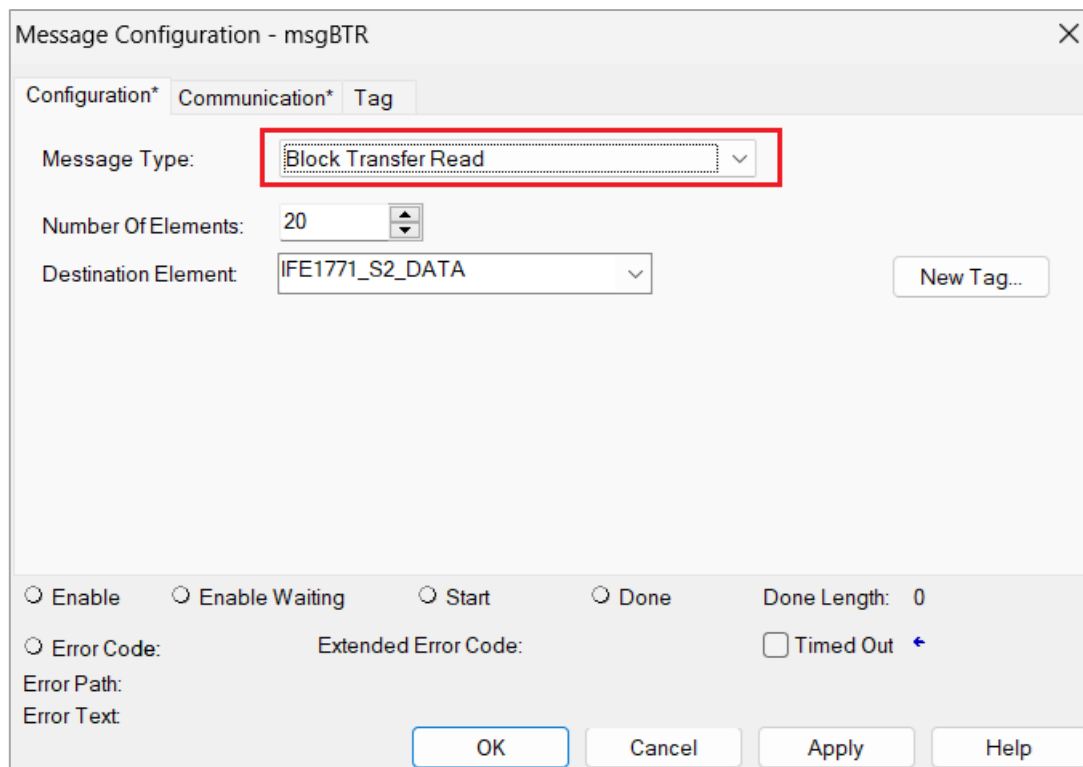 Message Configuration - msgBTR
Configuration* Communication* Tag
Message Type: Block Transfer Read
Number Of Elements: 20
Destination Element: IFE1771_S2_DATA New Tag...
Enable Enable Waiting Start Done Done Length: 0
Error Code: Extended Error Code: Timed Out
Error Path:
Error Text:
OK Cancel Apply Help